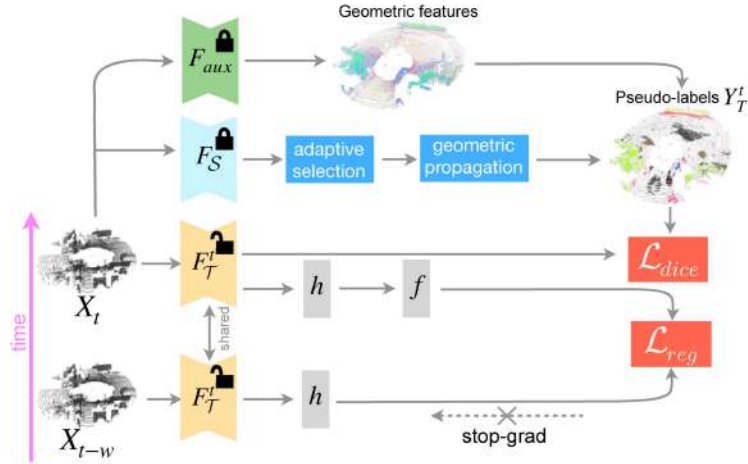 Geometric features
F_aux
Pseudo-labels Y_T^t
F_S
adaptive
selection
geometric
propagation
F_T^t
L_dice
X_t
h
f
time
shared
L_reg
F_T^t
h
X_{t-w}
stop-grad